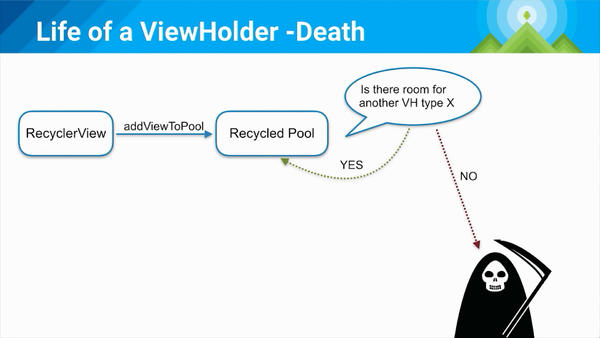 Life of a ViewHolder -Death
RecyclerView
addViewToPool
Recycled Pool
Is there room for
another VH type X
YES
NO